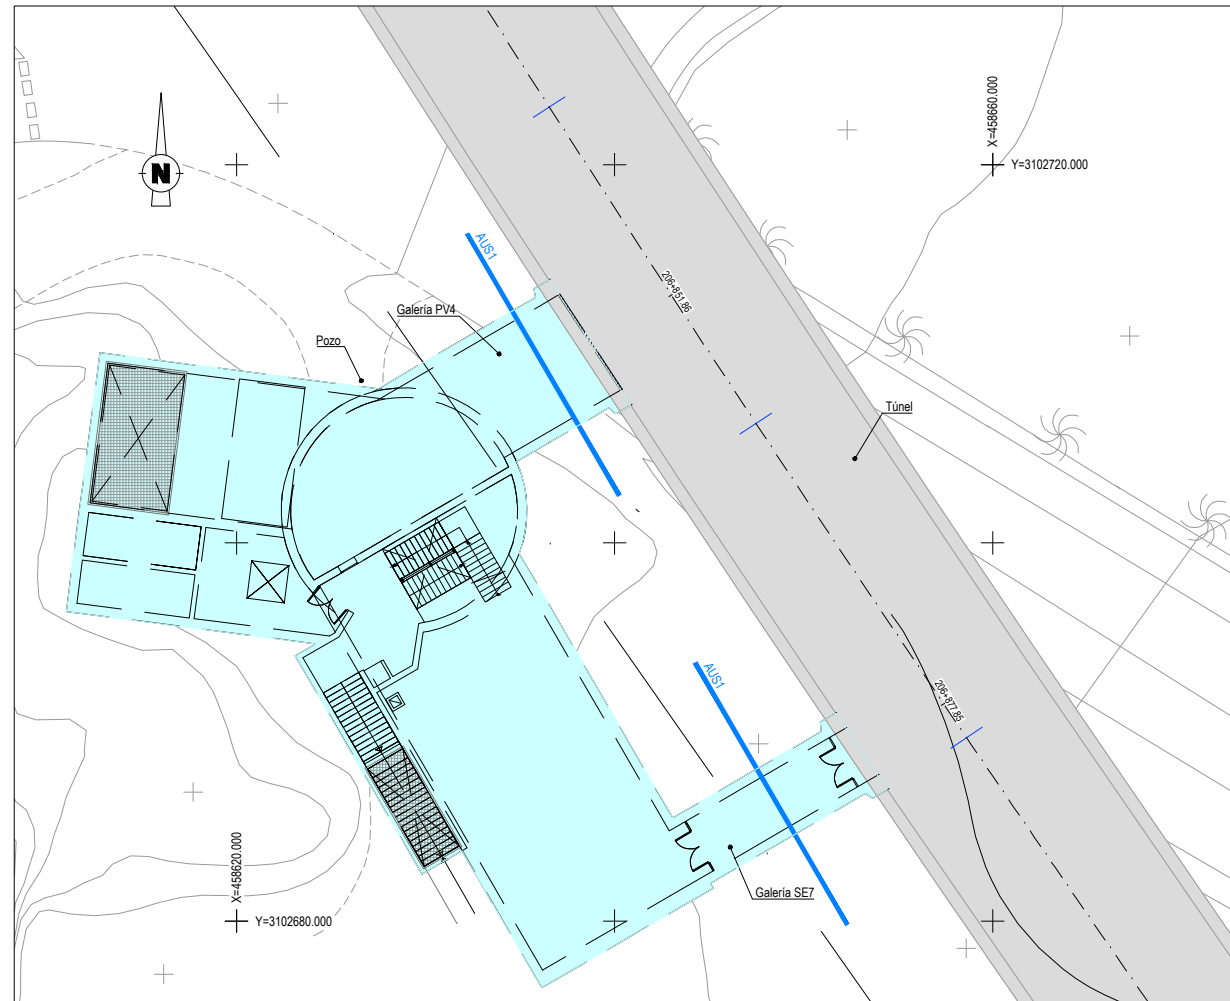 X=458660.000
Y=3102720.000
N
AUS1
206+851.86
Galería PV4
Pozo
Túnel
AUS1
206+877.85
X=458620.000
Y=3102680.000
Galería SE7